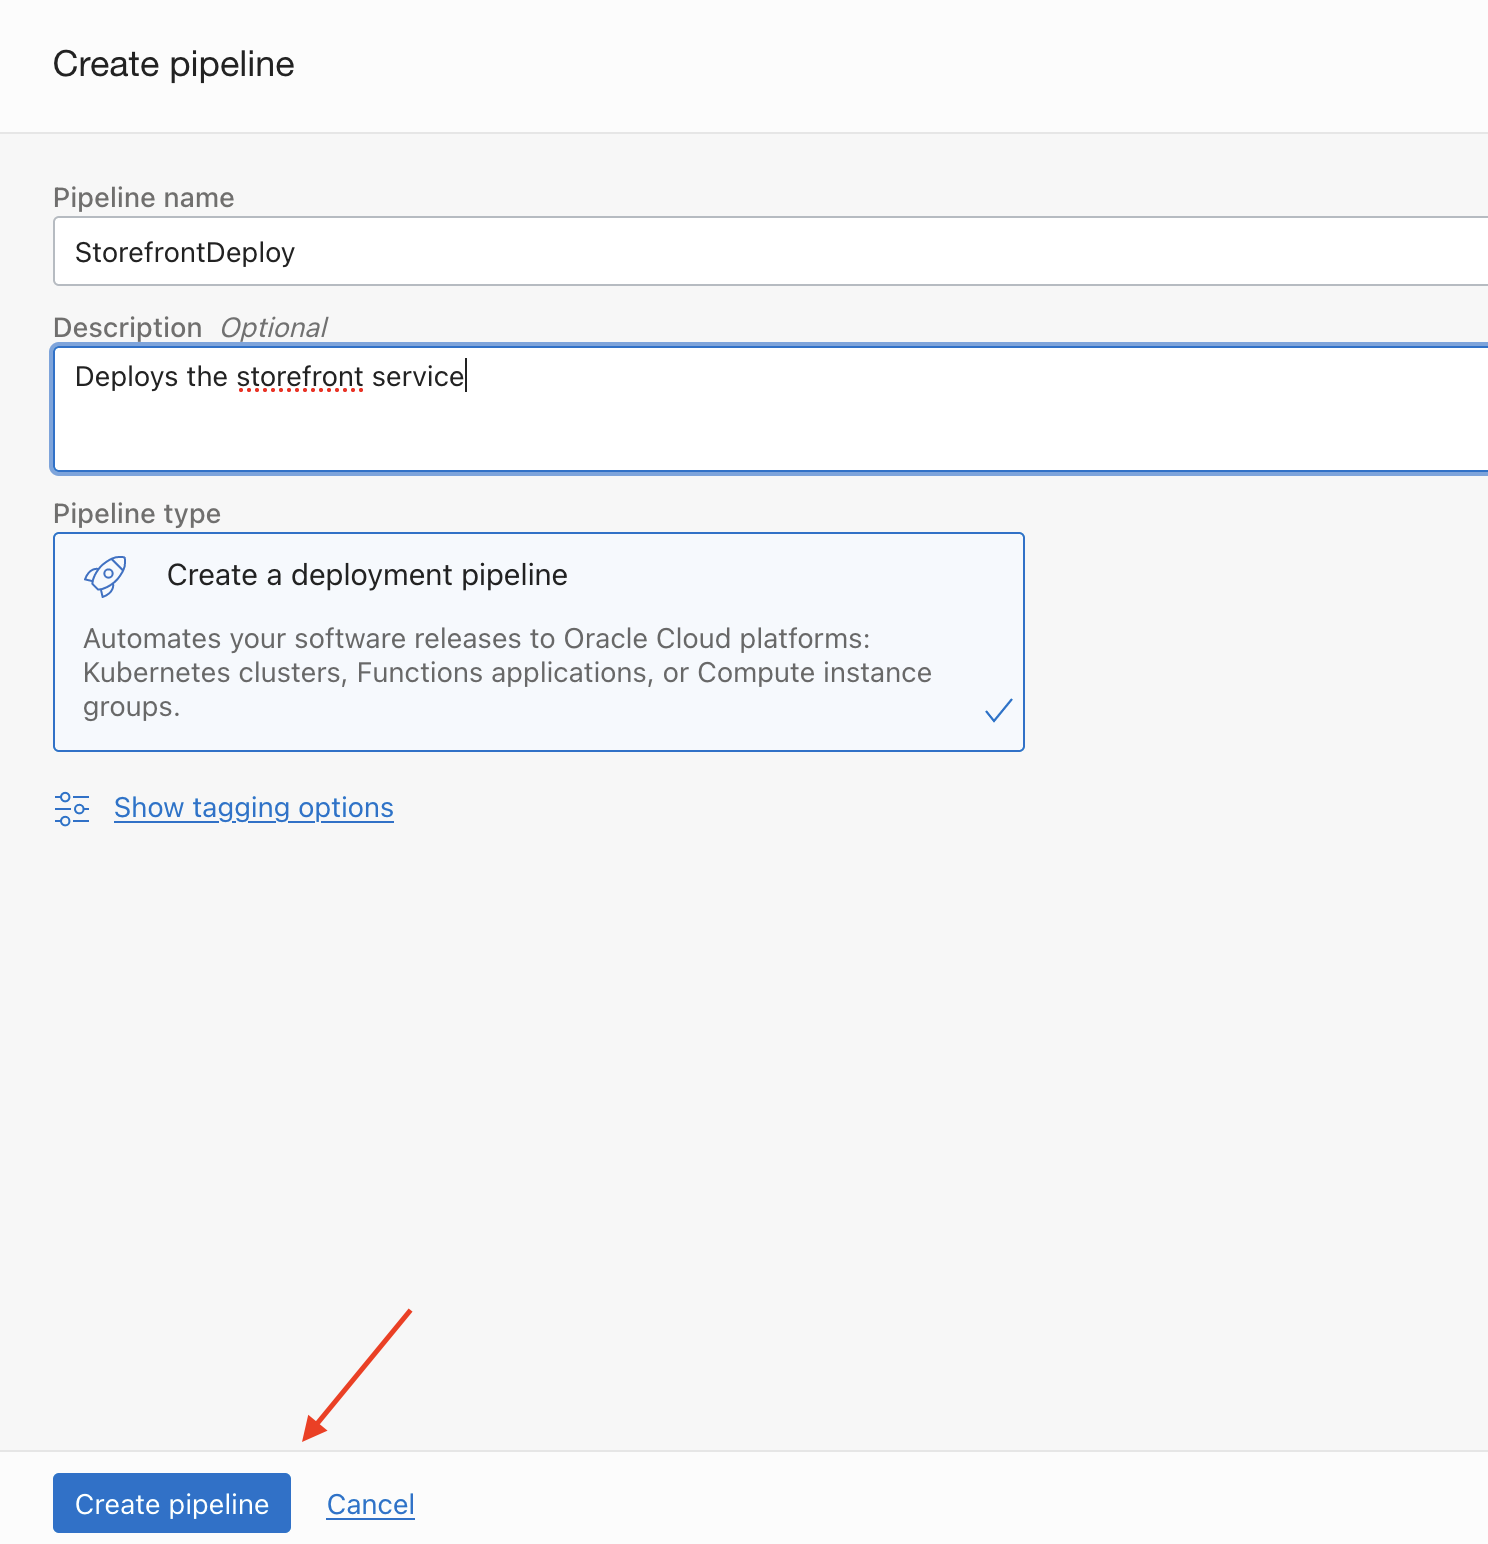 Create pipeline
Pipeline name
StorefrontDeploy
Description Optional
Deploys the storefront service
Pipeline type
Create a deployment pipeline
Automates your software releases to Oracle Cloud platforms:
Kubernetes clusters, Functions applications, or Compute instance
groups.
Show tagging options
Create pipeline Cancel